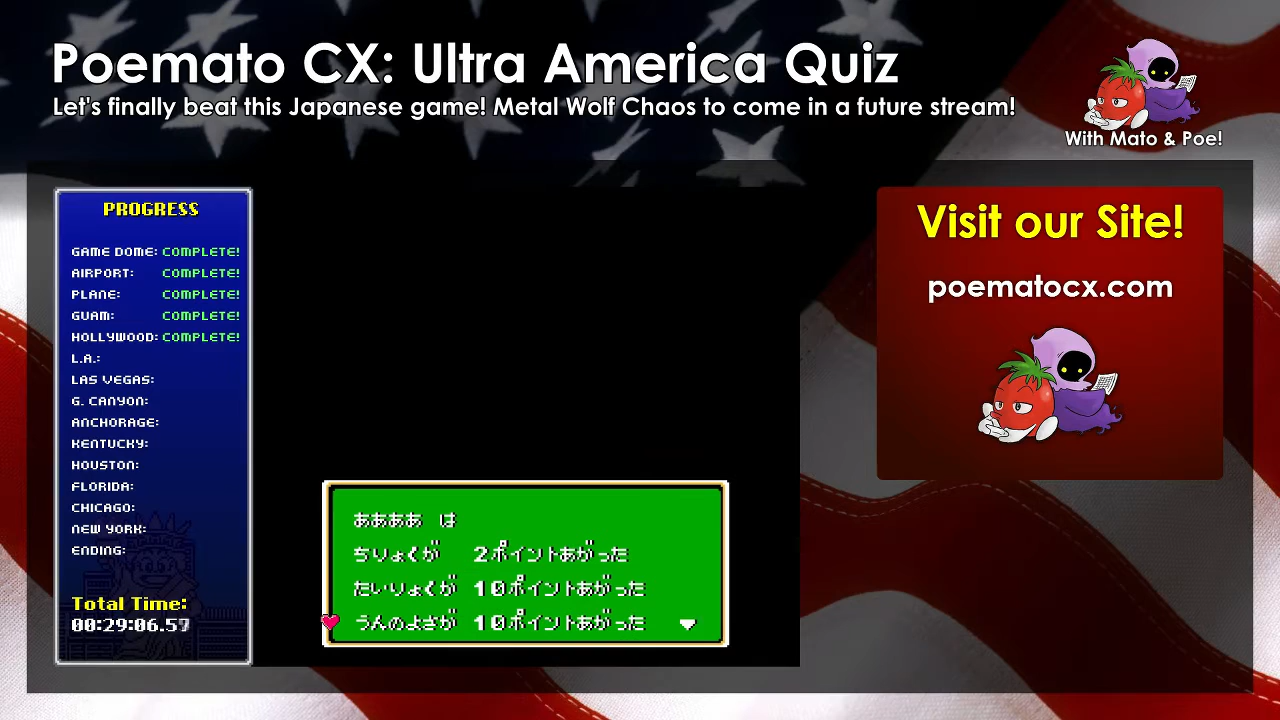 Poemato CX: Ultra America Quiz
Let's finally beat this Japanese game! Metal Wolf Chaos to come in a future stream!
With Mato & Poe!
PROGRESS
GAME DOME: COMPLETE!
AIRPORT: COMPLETE!
PLANE: COMPLETE!
GUAM: COMPLETE!
HOLLYWOOD: COMPLETE!
L.A.:
LAS VEGAS:
G. CANYON:
ANCHORAGE:
KENTUCKY:
HOUSTON:
FLORIDA:
CHICAGO:
NEW YORK:
ENDING:
Total Time:
00:29:06.57
Visit our Site!
poematocx.com
ああああ は
ちりょくが 2ポイントあがった
たいりょくが 10ポイントあがった
うんのよさが 10ポイントあがった